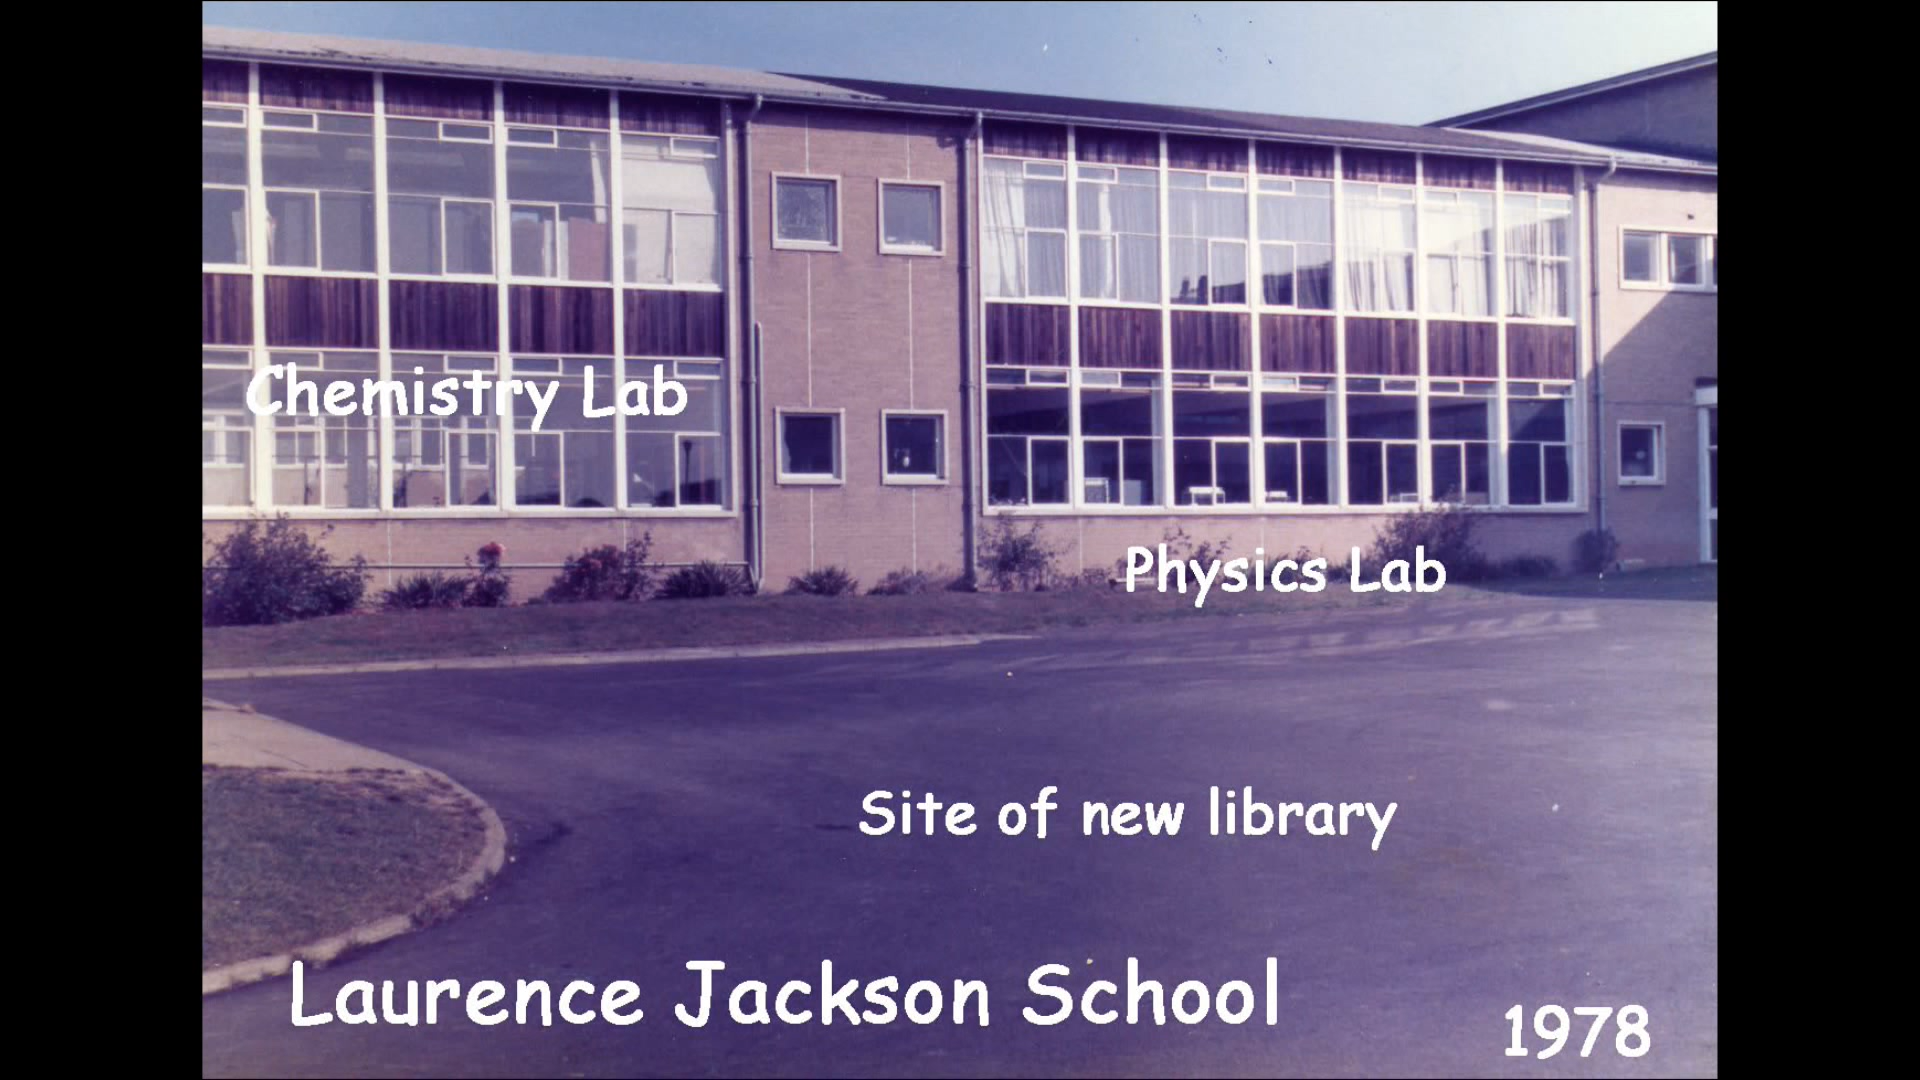 Chemistry Lab
Physics Lab
Site of new library
Laurence Jackson School
1978